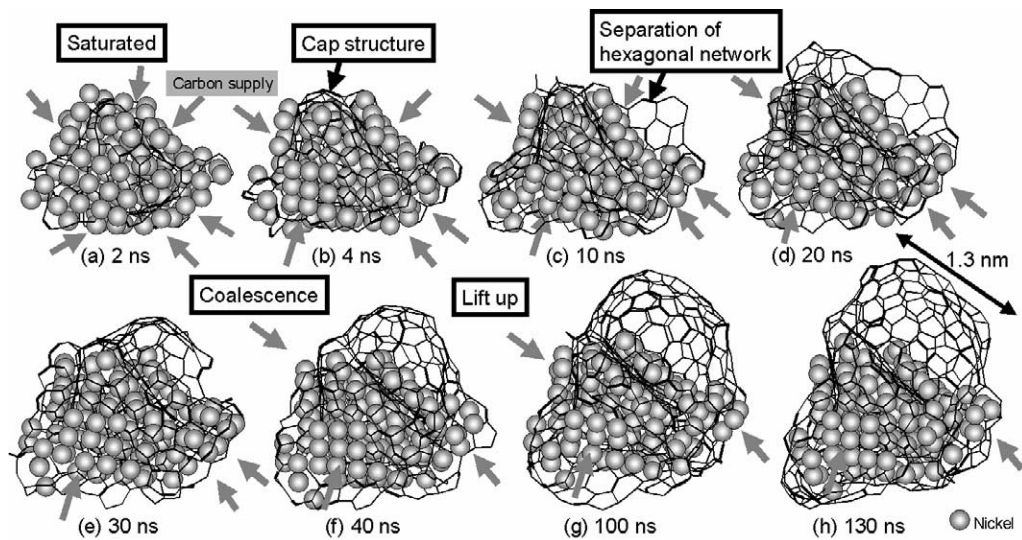 Saturated
Carbon supply
Cap structure
Separation of
hexagonal network
(a) 2 ns
(b) 4 ns
(c) 10 ns
(d) 20 ns
1.3 nm
Coalescence
Lift up
(e) 30 ns
(f) 40 ns
(g) 100 ns
(h) 130 ns
Nickel